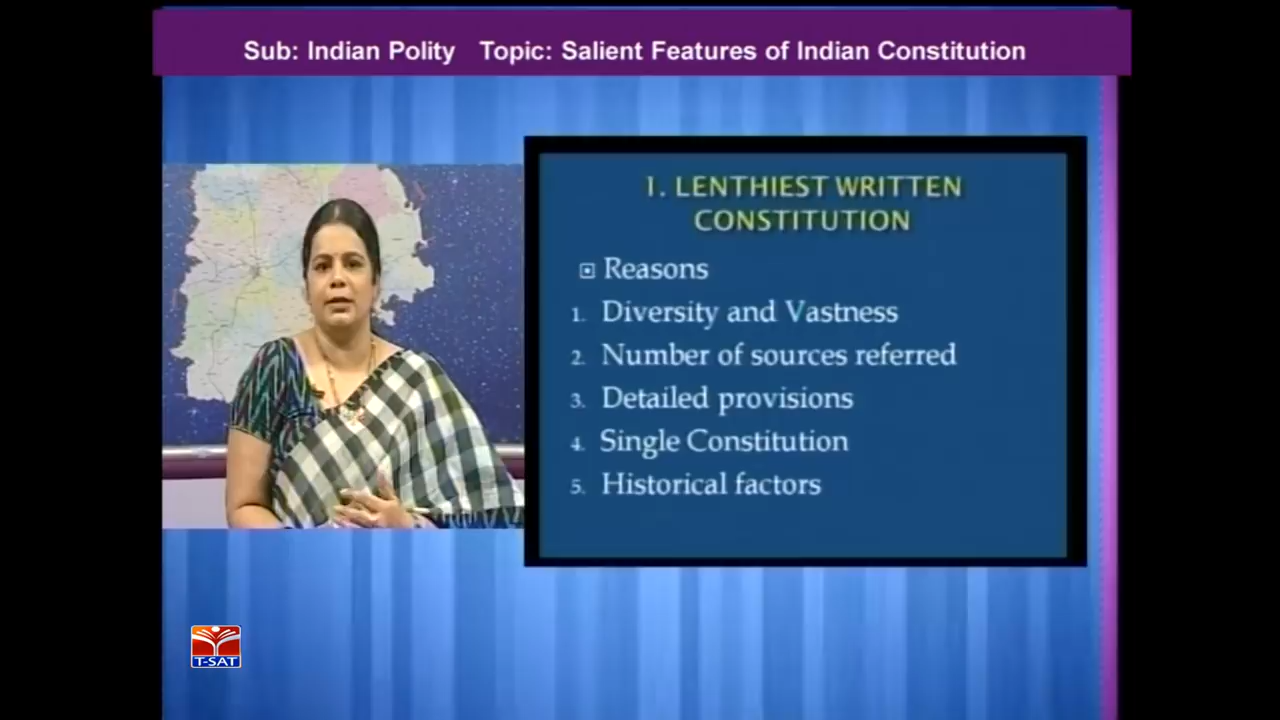 Sub: Indian Polity Topic: Salient Features of Indian Constitution
1. LENTHIEST WRITTEN
CONSTITUTION
Reasons
1. Diversity and Vastness
2. Number of sources referred
3. Detailed provisions
4. Single Constitution
5. Historical factors
T-SAT